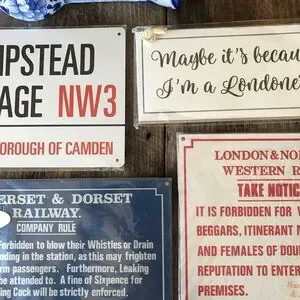 MPSTEAD
AGE NW3
BOROUGH OF CAMDEN
Maybe it's becau
I'm a Londone
ERSET & DORSET
RAILWAY.
COMPANY RULE
Forbidden to blow their Whistles or Drain
anding in the station, as this may frighten
rm passengers. Furthermore, Leaking
be attended to. A fine of Sixpence for
ing Cock will be strictly enforced.
LONDON & NO
WESTERN R
TAKE NOTIC
IT IS FORBIDDEN FOR
BEGGARS, ITINERANT M
AND FEMALES OF DOU
REPUTATION TO ENTER
PREMISES.